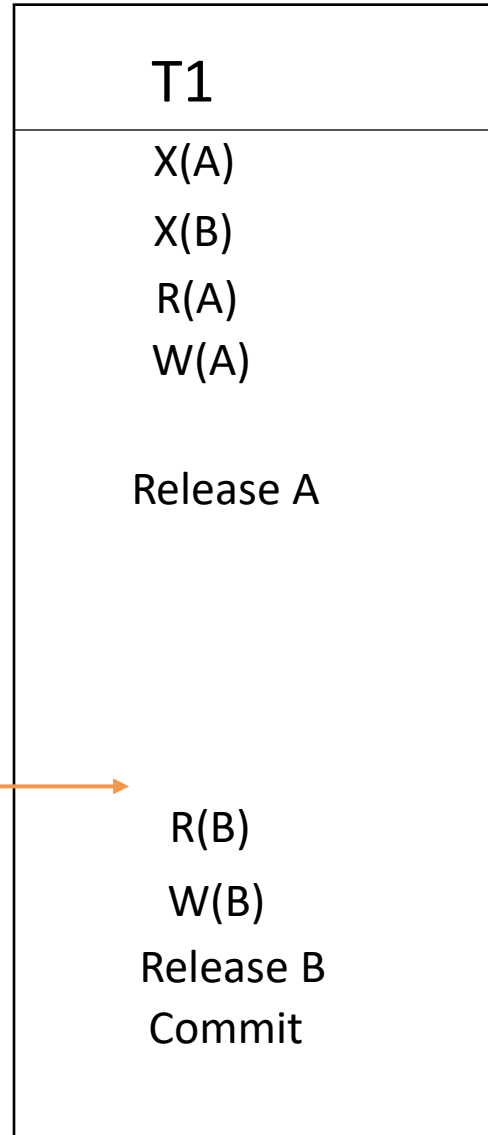 T1
X(A)
X(B)
R(A)
W(A)
Release A
R(B)
W(B)
Release B
Commit